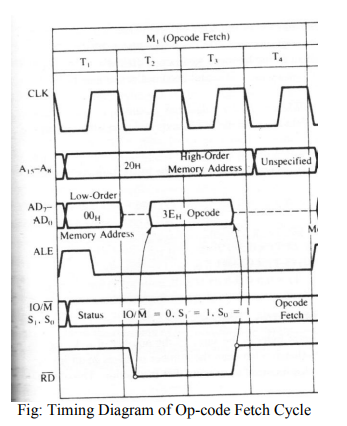 M₁ (Opcode Fetch)
T₁ T₂ T₃ T₄
CLK
A₁₅–A₈ 20H High-Order Memory Address Unspecified
Low-Order
AD₇–AD₀ 00H 3EH Opcode
Memory Address M
ALE
IO/M̅ S₁, S₀ Status IO/M̅ = 0, S₁ = 1, S₀ = 1 Opcode Fetch
R̅D̅
Fig: Timing Diagram of Op-code Fetch Cycle